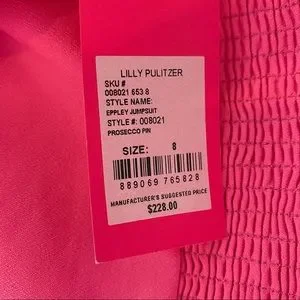 LILLY PULITZER
SKU #
008021 653 8
STYLE NAME:
EPPLEY JUMPSUIT
STYLE #: 008021
PROSECCO PIN
SIZE: 8
889069 765828
MANUFACTURER'S SUGGESTED PRICE
$228.00